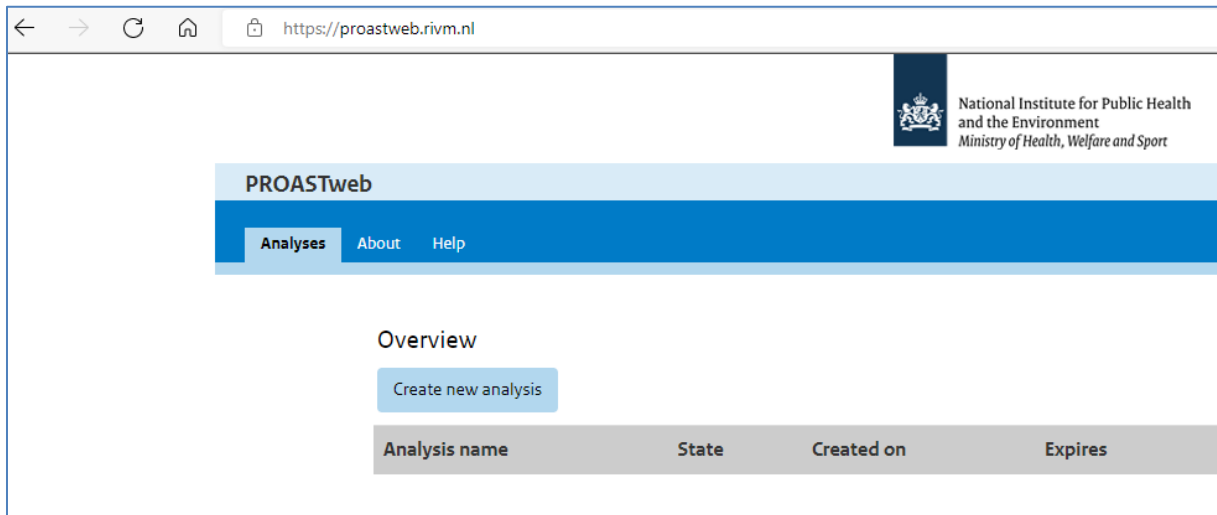 https://proastweb.rivm.nl
National Institute for Public Health
and the Environment
Ministry of Health, Welfare and Sport
PROASTweb
Analyses About Help
Overview
Create new analysis
Analysis name State Created on Expires